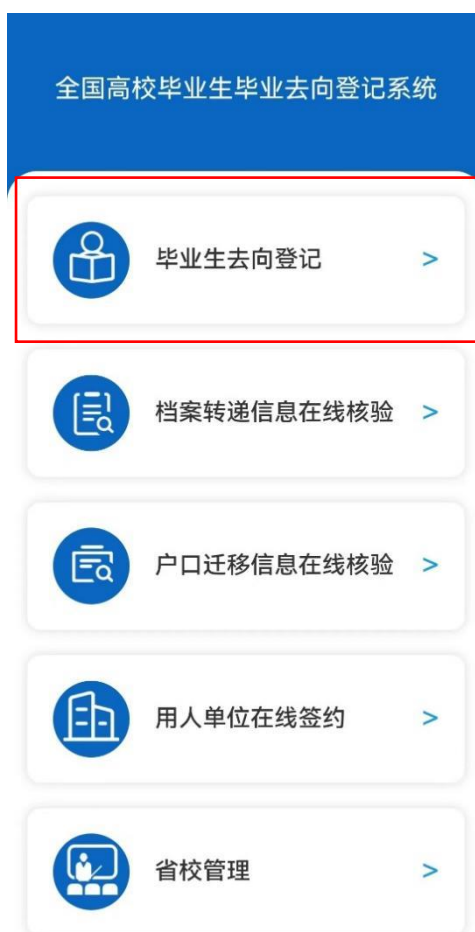 全国高校毕业生毕业去向登记系统
毕业生去向登记 >
档案转递信息在线核验 >
户口迁移信息在线核验 >
用人单位在线签约 >
省校管理 >